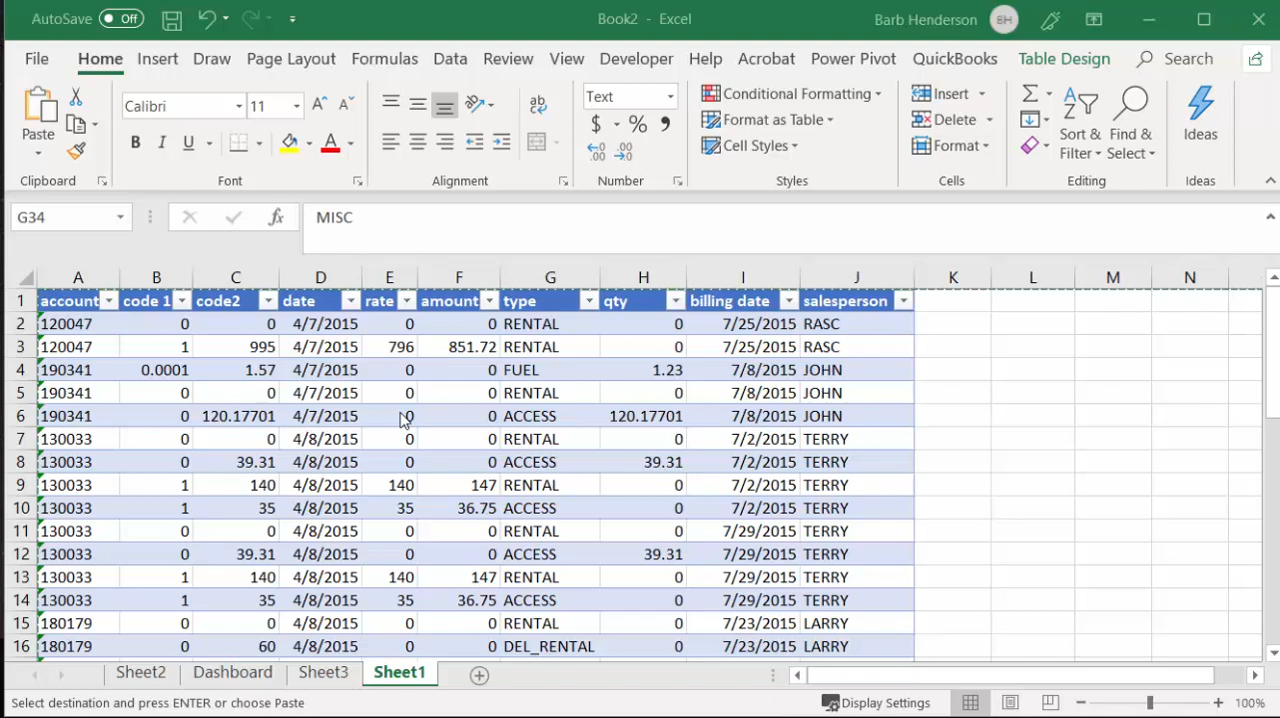 AutoSave Off Book2 - Excel Barb Henderson BH
File Home Insert Draw Page Layout Formulas Data Review View Developer Help Acrobat Power Pivot QuickBooks Table Design Search
Paste Calibri 11 Text Conditional Formatting Insert Sort & Filter Find & Select Ideas
B I U A $ % , Format as Table Delete
Cell Styles Format
Clipboard Font Alignment Number Styles Cells Editing Ideas
G34 fx MISC
A B C D E F G H I J K L M N
1 account code 1 code2 date rate amount type qty billing date salesperson
2 120047 0 0 4/7/2015 0 0 RENTAL 0 7/25/2015 RASC
3 120047 1 995 4/7/2015 796 851.72 RENTAL 0 7/25/2015 RASC
4 190341 0.0001 1.57 4/7/2015 0 0 FUEL 1.23 7/8/2015 JOHN
5 190341 0 0 4/7/2015 0 0 RENTAL 0 7/8/2015 JOHN
6 190341 0 120.17701 4/7/2015 0 0 ACCESS 120.17701 7/8/2015 JOHN
7 130033 0 0 4/8/2015 0 0 RENTAL 0 7/2/2015 TERRY
8 130033 0 39.31 4/8/2015 0 0 ACCESS 39.31 7/2/2015 TERRY
9 130033 1 140 4/8/2015 140 147 RENTAL 0 7/2/2015 TERRY
10 130033 1 35 4/8/2015 35 36.75 ACCESS 0 7/2/2015 TERRY
11 130033 0 0 4/8/2015 0 0 RENTAL 0 7/29/2015 TERRY
12 130033 0 39.31 4/8/2015 0 0 ACCESS 39.31 7/29/2015 TERRY
13 130033 1 140 4/8/2015 140 147 RENTAL 0 7/29/2015 TERRY
14 130033 1 35 4/8/2015 35 36.75 ACCESS 0 7/29/2015 TERRY
15 180179 0 0 4/8/2015 0 0 RENTAL 0 7/23/2015 LARRY
16 180179 0 60 4/8/2015 0 0 DEL_RENTAL 0 7/23/2015 LARRY
Sheet2 Dashboard Sheet3 Sheet1
Select destination and press ENTER or choose Paste Display Settings 100%